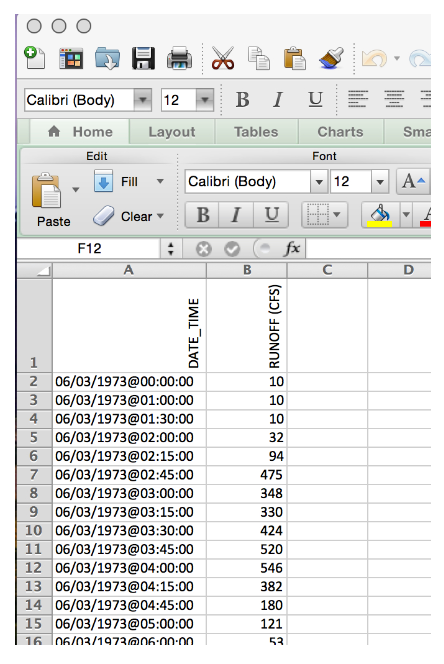 Calibri (Body) 12 B I U
Home Layout Tables Charts Sma
Edit Font
Fill Calibri (Body) 12 A
Paste Clear B I U
F12 fx
A B C D
1 DATE_TIME RUNOFF (CFS)
2 06/03/1973@00:00:00 10
3 06/03/1973@01:00:00 10
4 06/03/1973@01:30:00 10
5 06/03/1973@02:00:00 32
6 06/03/1973@02:15:00 94
7 06/03/1973@02:45:00 475
8 06/03/1973@03:00:00 348
9 06/03/1973@03:15:00 330
10 06/03/1973@03:30:00 424
11 06/03/1973@03:45:00 520
12 06/03/1973@04:00:00 546
13 06/03/1973@04:15:00 382
14 06/03/1973@04:45:00 180
15 06/03/1973@05:00:00 121
16 06/03/1973@06:00:00 53